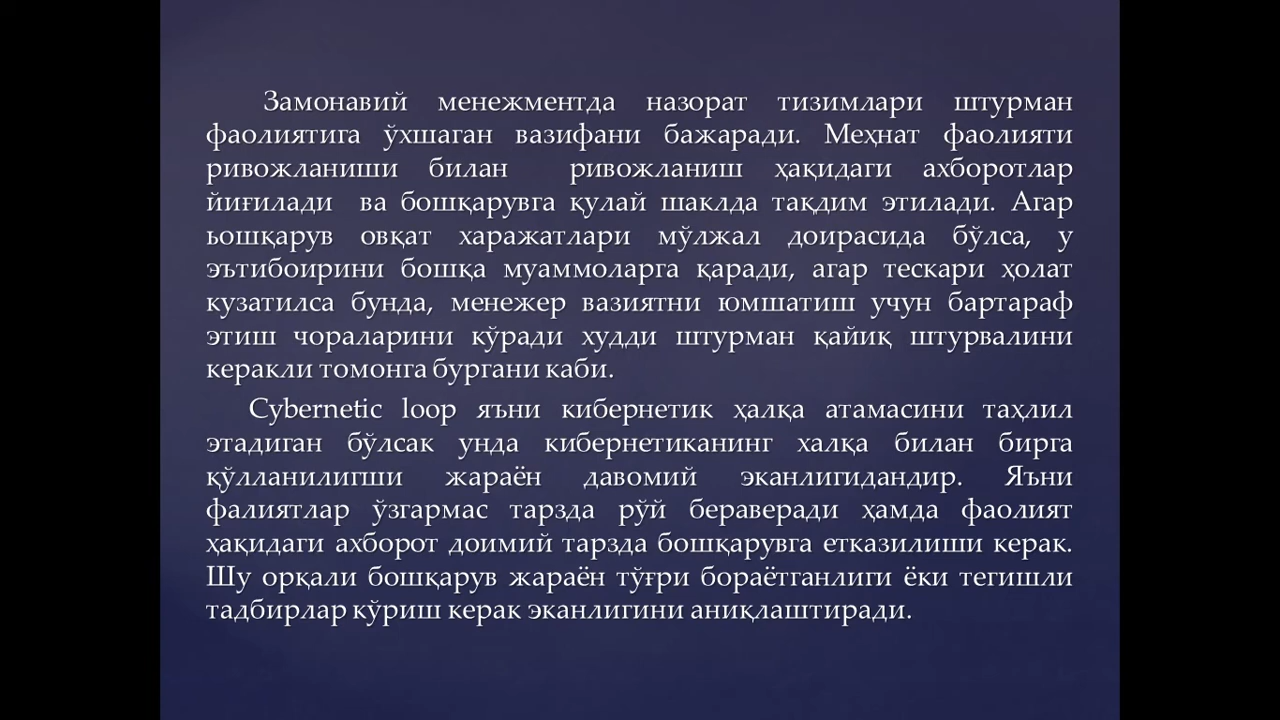 Замонавий менежментда назорат тизимлари штурман
фаолиятига ўхшаган вазифани бажаради. Меҳнат фаолияти
ривожланиши билан ривожланиш ҳақидаги ахборотлар
йиғилади ва бошқарувга қулай шаклда тақдим этилади. Агар
ьошқарув овқат харажатлари мўлжал доирасида бўлса, у
эътибоирини бошқа муаммоларга қаради, агар тескари ҳолат
кузатилса бунда, менежер вазиятни юмшатиш учун бартараф
этиш чораларини кўради худди штурман қайиқ штурвалини
керакли томонга бургани каби.
Cybernetic loop яъни кибернетик ҳалқа атамасини таҳлил
этадиган бўлсак унда кибернетиканинг халқа билан бирга
қўлланилигши жараён давомий эканлигидандир. Яъни
фалиятлар ўзгармас тарзда рўй бераверади ҳамда фаолият
ҳақидаги ахборот доимий тарзда бошқарувга етказилиши керак.
Шу орқали бошқарув жараён тўғри бораётганлиги ёки тегишли
тадбирлар кўриш керак эканлигини аниқлаштиради.